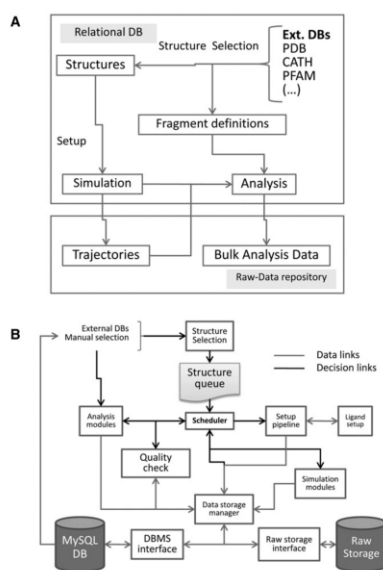 A
Relational DB
Structure Selection
Ext. DBs
PDB
CATH
PFAM
(...)
Structures
Fragment definitions
Setup
Simulation
Analysis
Trajectories
Bulk Analysis Data
Raw-Data repository
B
External DBs
Manual selection
Structure
Selection
Data links
Decision links
Structure
queue
Analysis
modules
Scheduler
Setup
pipeline
Ligand
setup
Quality
check
Simulation
modules
Data storage
manager
MySQL
DB
DBMS
interface
Raw storage
interface
Raw
Storage